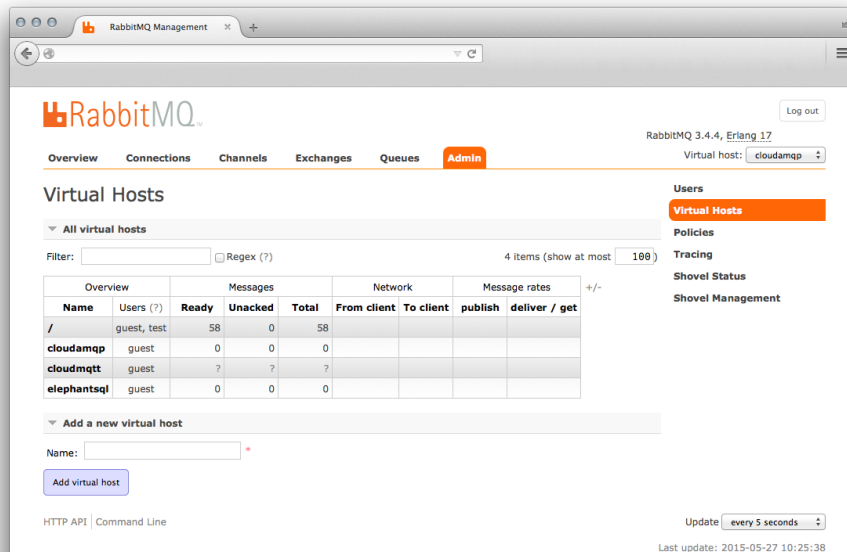 RabbitMQ Management
RabbitMQ™
Log out
RabbitMQ 3.4.4, Erlang 17
Overview Connections Channels Exchanges Queues Admin
Virtual host: cloudamqp
Virtual Hosts
Users
Virtual Hosts
Policies
Tracing
Shovel Status
Shovel Management
All virtual hosts
Filter: Regex (?) 4 items (show at most 100)
Overview Messages Network Message rates +/-
Name Users (?) Ready Unacked Total From client To client publish deliver / get
/ guest, test 58 0 58
cloudamqp guest 0 0 0
cloudmqtt guest ? ? ?
elephantsql guest 0 0 0
Add a new virtual host
Name: *
Add virtual host
HTTP API Command Line
Update every 5 seconds
Last update: 2015-05-27 10:25:38